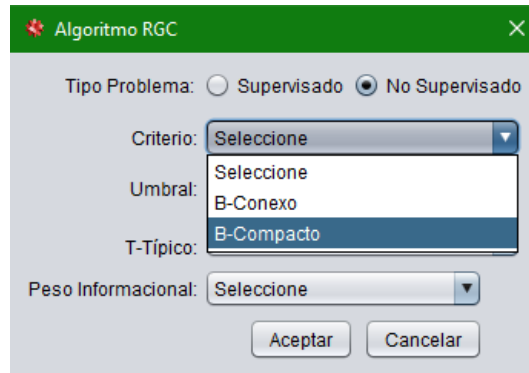 Algoritmo RGC
Tipo Problema: Supervisado No Supervisado
Criterio: Seleccione
Seleccione
Umbral:
B-Conexo
B-Compacto
T-Típico:
Peso Informacional: Seleccione
Aceptar Cancelar